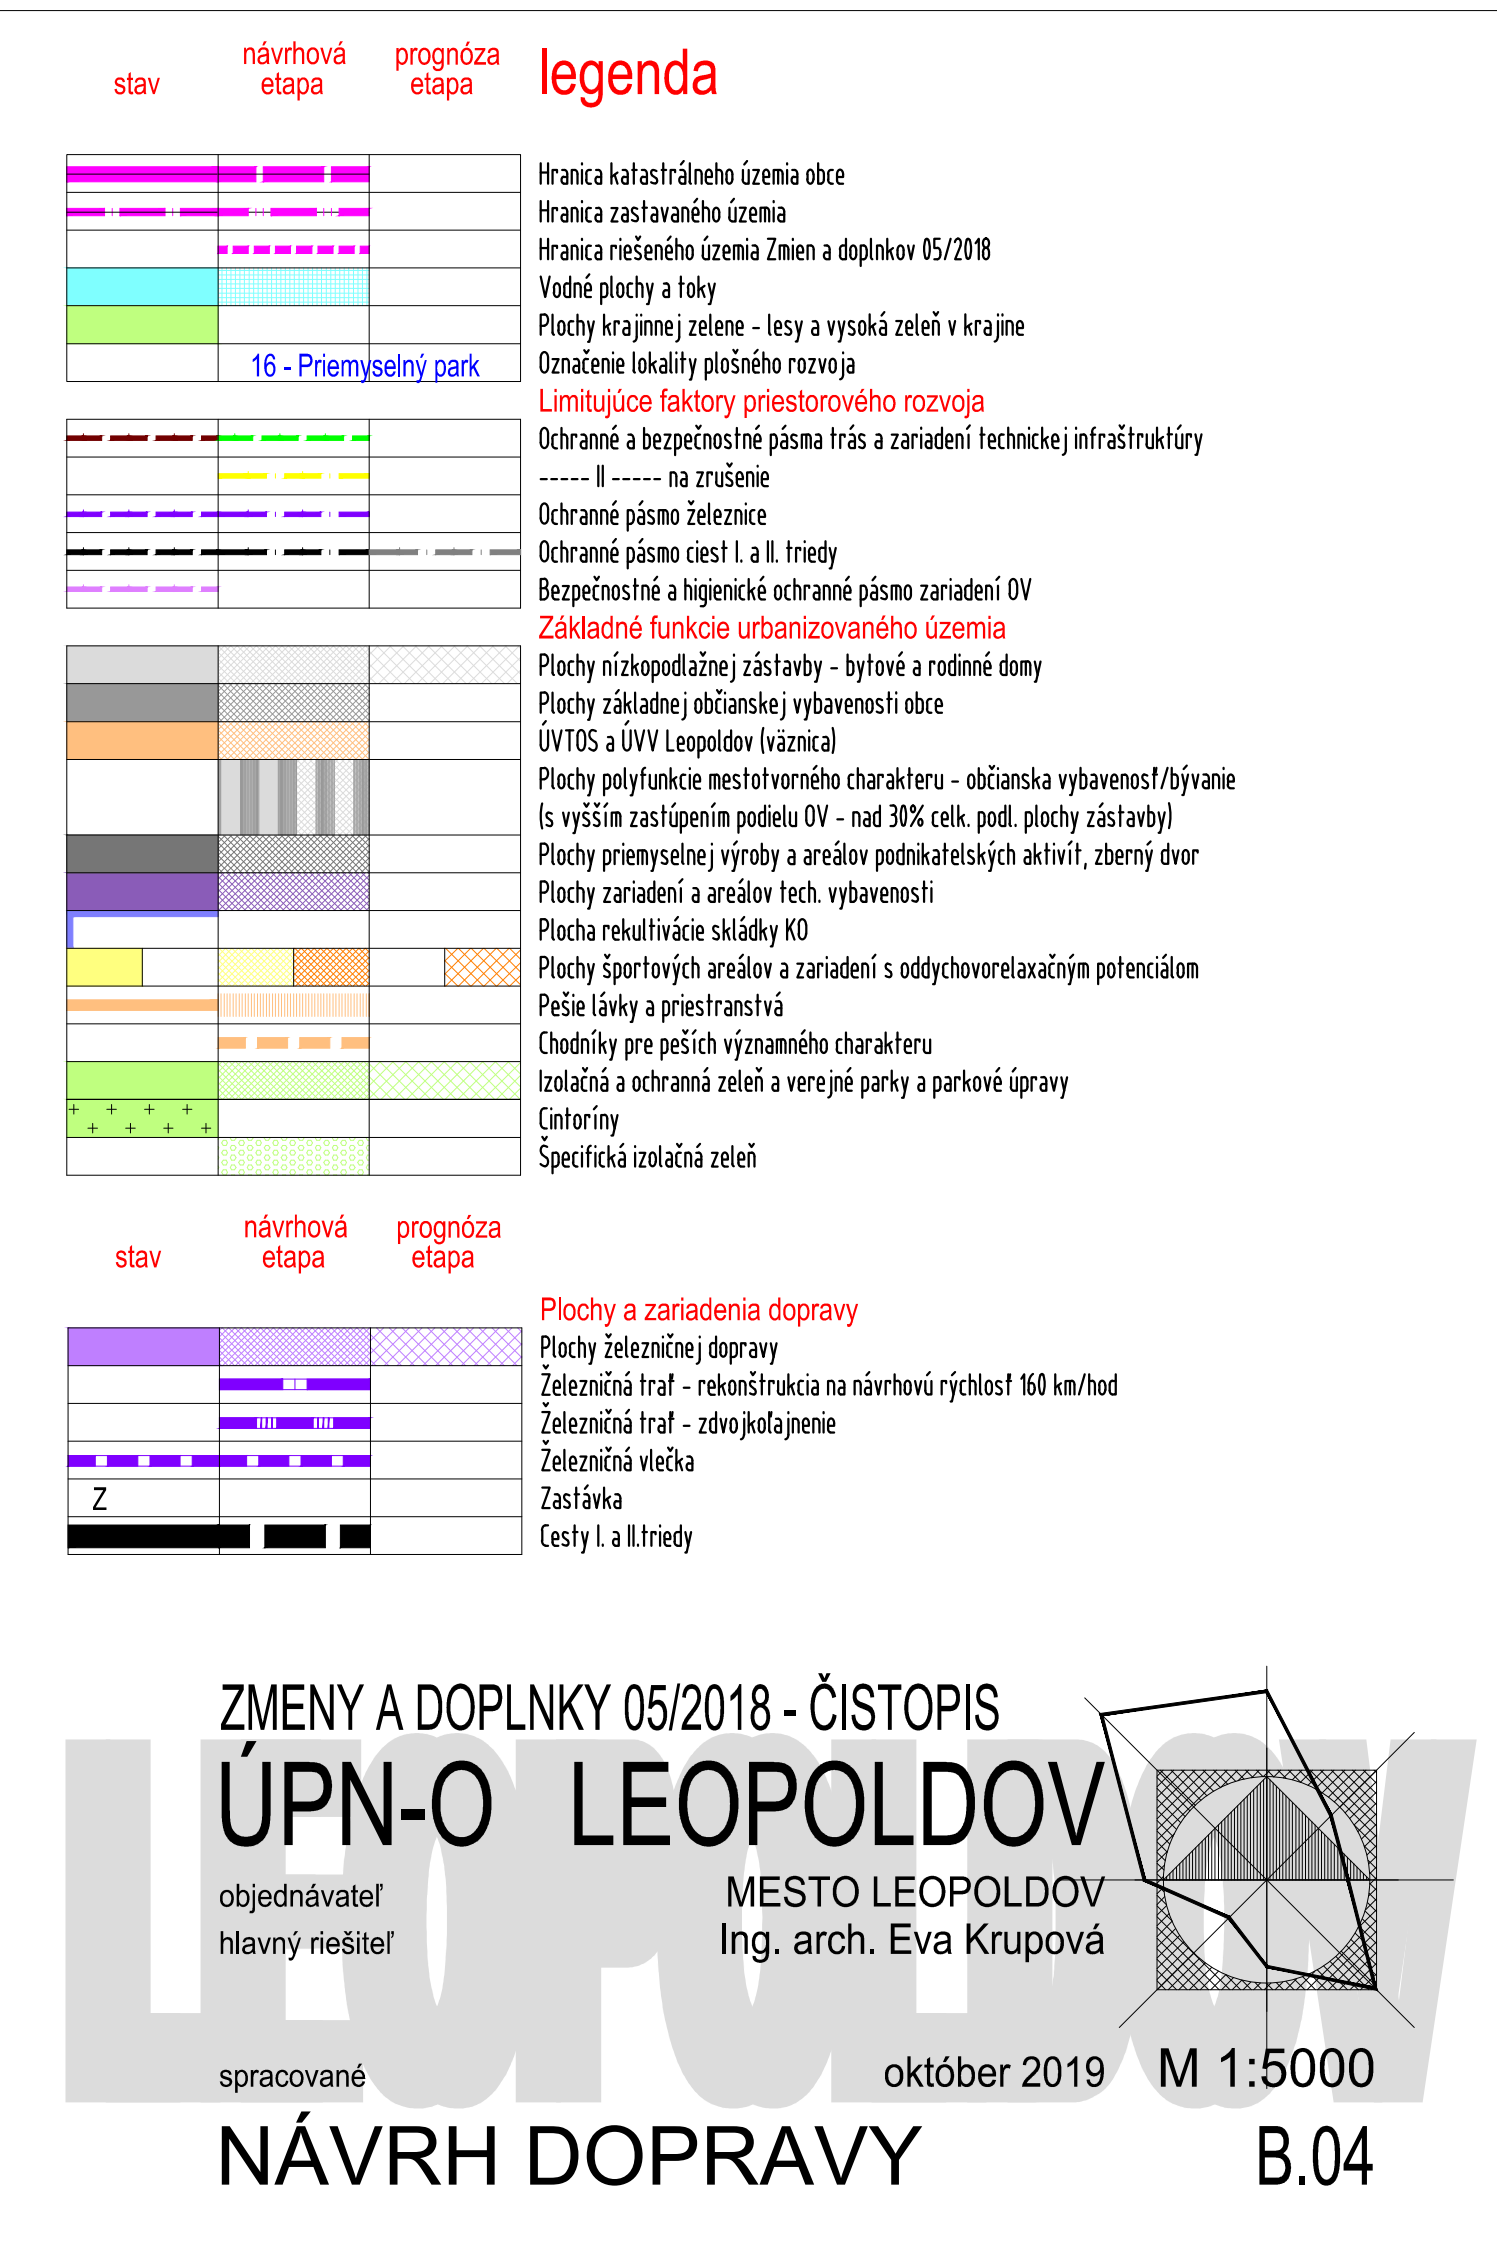 stav
návrhová
etapa
prognóza
etapa
legenda
Hranica katastrálneho územia obce
Hranica zastavaného územia
Hranica riešeného územia Zmien a doplnkov 05/2018
Vodné plochy a toky
Plochy krajinnej zelene - lesy a vysoká zeleň v krajine
16 - Priemyselný park
Označenie lokality plošného rozvoja
Limitujúce faktory priestorového rozvoja
Ochranné a bezpečnostné pásma trás a zariadení technickej infraštruktúry
----- II ----- na zrušenie
Ochranné pásmo železnice
Ochranné pásmo ciest I. a II. triedy
Bezpečnostné a higienické ochranné pásmo zariadení OV
Základné funkcie urbanizovaného územia
Plochy nízkopodlažnej zástavby - bytové a rodinné domy
Plochy základnej občianskej vybavenosti obce
ÚVTOS a ÚVV Leopoldov (väznica)
Plochy polyfunkcie mestotvorného charakteru - občianska vybavenosť/bývanie
(s vyšším zastúpením podielu OV - nad 30% celk. podl. plochy zástavby)
Plochy priemyselnej výroby a areálov podnikatelských aktivít, zberný dvor
Plochy zariadení a areálov tech. vybavenosti
Plocha rekultivácie skládky KO
Plochy športových areálov a zariadení s oddychovorelaxačným potenciálom
Pešie lávky a priestranstvá
Chodníky pre peších významného charakteru
Izolačná a ochranná zeleň a verejné parky a parkové úpravy
Cintoríny
Špecifická izolačná zeleň
stav
návrhová
etapa
prognóza
etapa
Plochy a zariadenia dopravy
Plochy železničnej dopravy
Železničná trať - rekonštrukcia na návrhovú rýchlosť 160 km/hod
Železničná trať - zdvojkoľajnenie
Železničná vlečka
Z
Zastávka
Cesty I. a II.triedy
LEOPOLDOV
ZMENY A DOPLNKY 05/2018 - ČISTOPIS
ÚPN-O LEOPOLDOV
objednávateľ MESTO LEOPOLDOV
hlavný riešiteľ Ing. arch. Eva Krupová
spracované október 2019 M 1:5000
NÁVRH DOPRAVY B.04